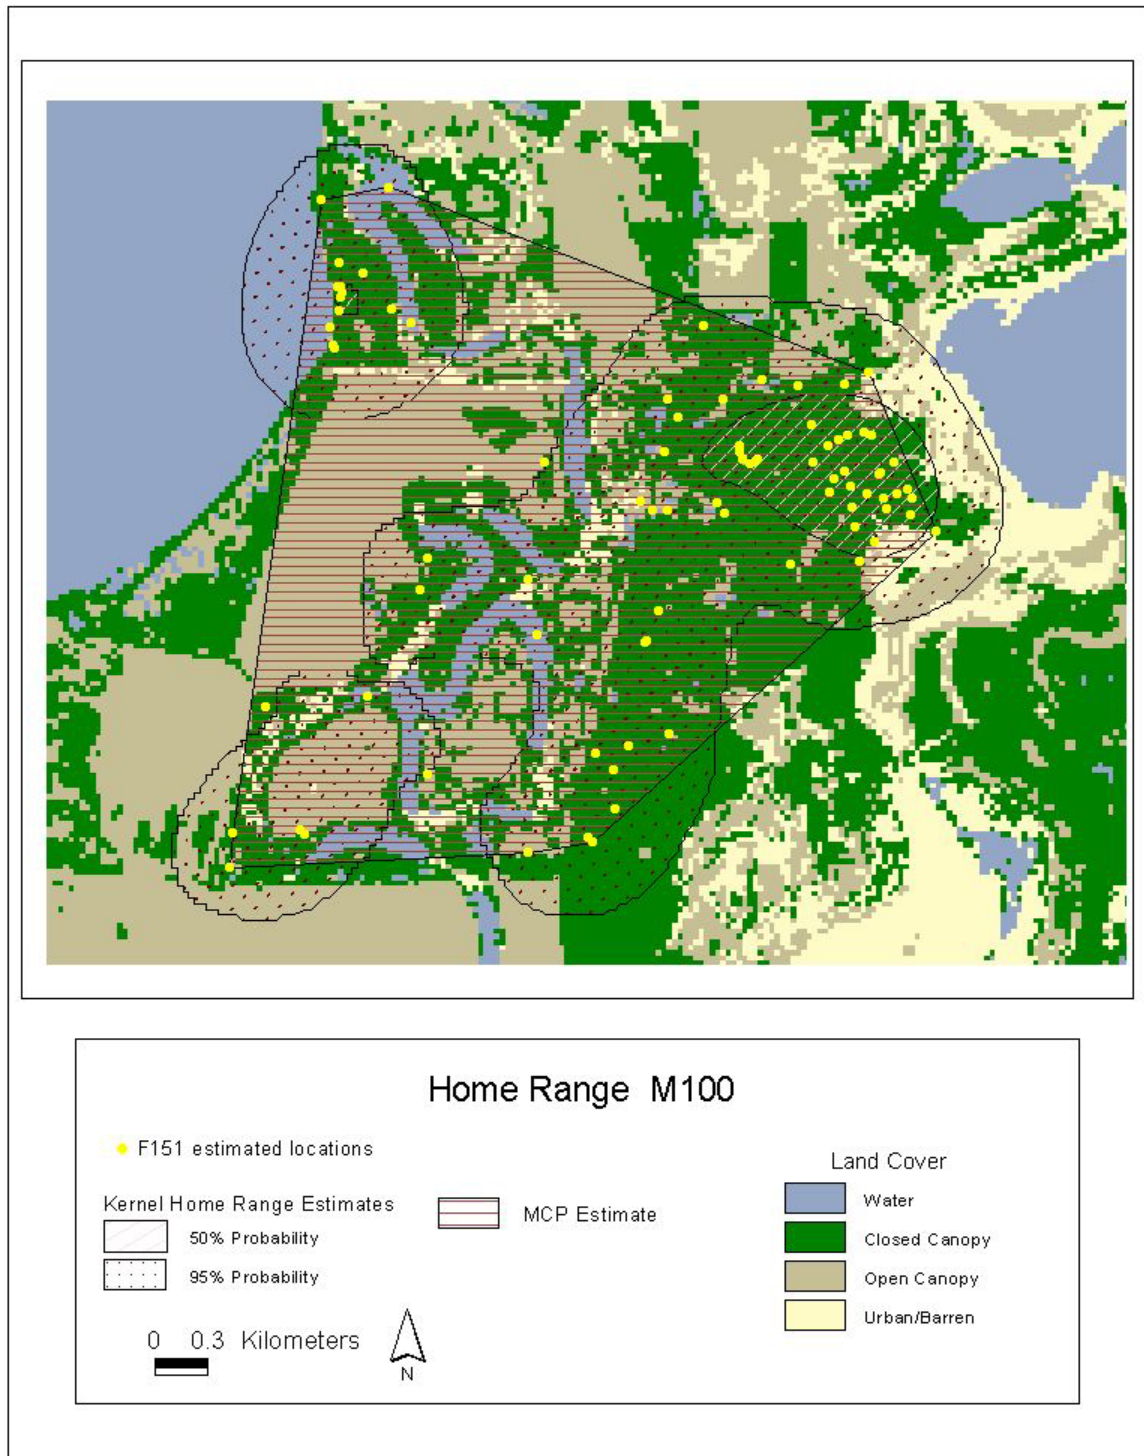 Home Range M100
F151 estimated locations
Kernel Home Range Estimates
50% Probability
95% Probability
MCP Estimate
0 0.3 Kilometers
N
Land Cover
Water
Closed Canopy
Open Canopy
Urban/Barren